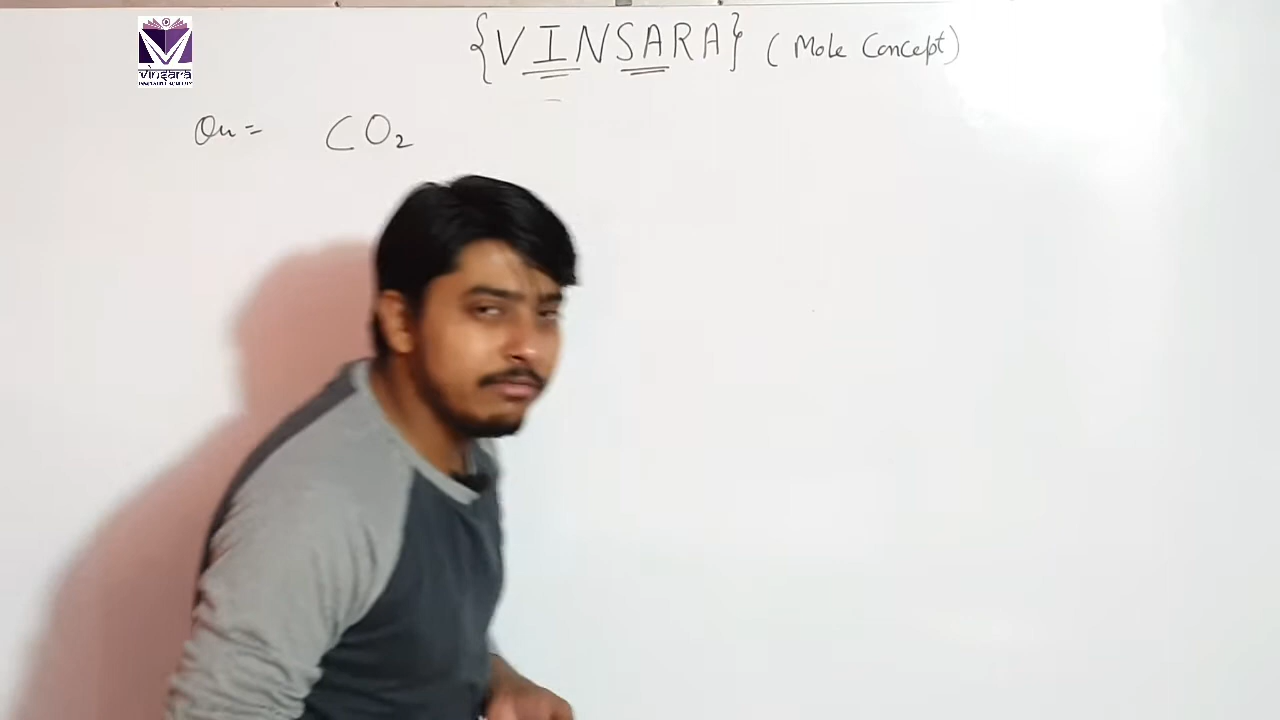 vinsara
{VINSARA} (Mole Concept)
Qu = CO₂